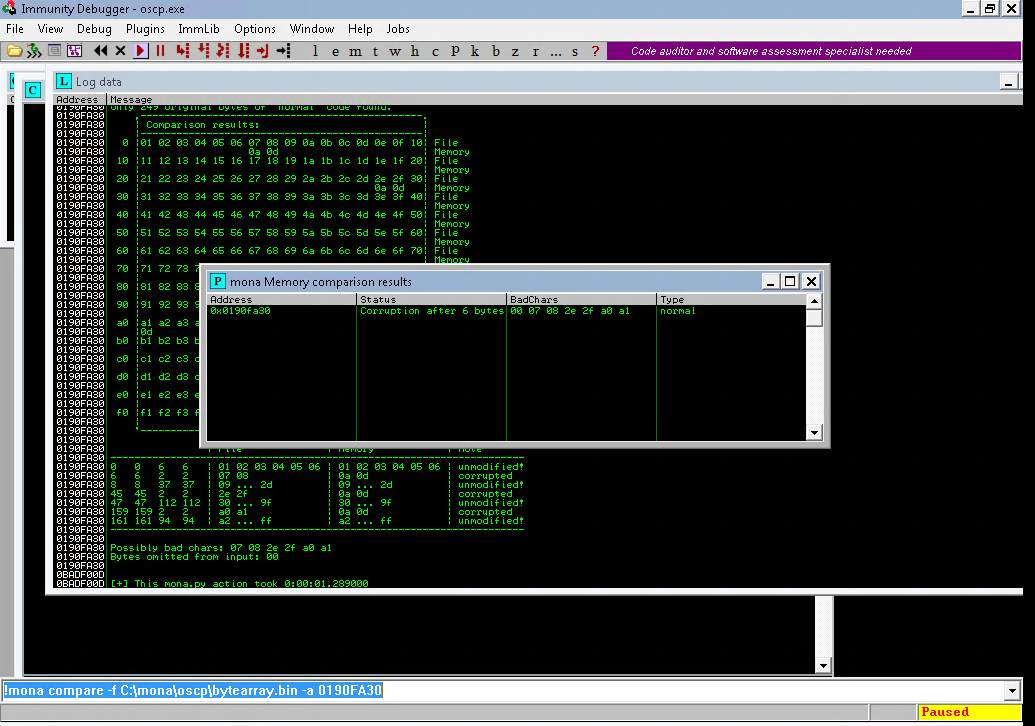 Immunity Debugger - oscp.exe
File View Debug Plugins ImmLib Options Window Help Jobs
l e m t w h c p k b z r ... s ?
Code auditor and software assessment specialist needed
L Log data
C
Address Message
0190FA30 Only 249 original bytes of 'normal' code found.
0190FA30
0190FA30 Comparison results:
0190FA30
0190FA30 0 01 02 03 04 05 06 07 08 09 0a 0b 0c 0d 0e 0f 10 File
0190FA30 0a 0d Memory
0190FA30 10 11 12 13 14 15 16 17 18 19 1a 1b 1c 1d 1e 1f 20 File
0190FA30 Memory
0190FA30 20 21 22 23 24 25 26 27 28 29 2a 2b 2c 2d 2e 2f 30 File
0190FA30 0a 0d Memory
0190FA30 30 31 32 33 34 35 36 37 38 39 3a 3b 3c 3d 3e 3f 40 File
0190FA30 Memory
0190FA30 40 41 42 43 44 45 46 47 48 49 4a 4b 4c 4d 4e 4f 50 File
0190FA30 Memory
0190FA30 50 51 52 53 54 55 56 57 58 59 5a 5b 5c 5d 5e 5f 60 File
0190FA30 Memory
0190FA30 60 61 62 63 64 65 66 67 68 69 6a 6b 6c 6d 6e 6f 70 File
0190FA30 Memory
0190FA30 70 71 72 73
0190FA30
0190FA30 80 81 82 83
0190FA30
0190FA30 90 91 92 93
0190FA30
0190FA30 a0 a1 a2 a3
0190FA30 0d
0190FA30 b0 b1 b2 b3
0190FA30
0190FA30 c0 c1 c2 c3
0190FA30
0190FA30 d0 d1 d2 d3
0190FA30
0190FA30 e0 e1 e2 e3
0190FA30
0190FA30 f0 f1 f2 f3
0190FA30
0190FA30
0190FA30
P mona Memory comparison results
Address Status BadChars Type
0x0190fa30 Corruption after 6 bytes 00 07 08 2e 2f a0 a1 normal
0190FA30 File Memory Note
0190FA30
0190FA30 0 0 6 6 | 01 02 03 04 05 06 | 01 02 03 04 05 06 | unmodified!
0190FA30 6 6 2 2 | 07 08 | 0a 0d | corrupted
0190FA30 8 8 37 37 | 09 ... 2d | 09 ... 2d | unmodified!
0190FA30 45 45 2 2 | 2e 2f | 0a 0d | corrupted
0190FA30 47 47 112 112 | 30 ... 9f | 30 ... 9f | unmodified!
0190FA30 159 159 2 2 | a0 a1 | 0a 0d | corrupted
0190FA30 161 161 94 94 | a2 ... ff | a2 ... ff | unmodified!
0190FA30
0190FA30
0190FA30 Possibly bad chars: 07 08 2e 2f a0 a1
0190FA30 Bytes omitted from input: 00
0190FA30
0BADF00D
0BADF00D [+] This mona.py action took 0:00:01.289000
!mona compare -f C:\mona\oscp\bytearray.bin -a 0190FA30
Paused